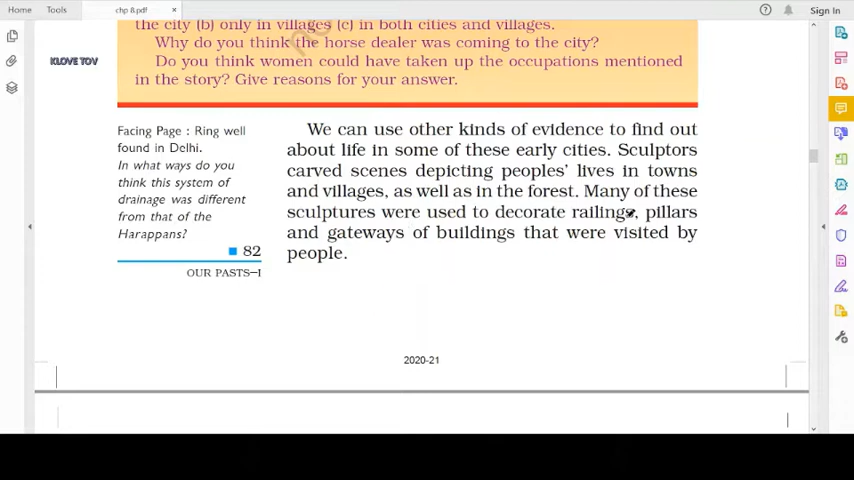 Home Tools chp 8.pdf × Sign In
the city (b) only in villages (c) in both cities and villages.
Why do you think the horse dealer was coming to the city?
Do you think women could have taken up the occupations mentioned
in the story? Give reasons for your answer.
KLOVE TOV
Facing Page : Ring well
found in Delhi.
In what ways do you
think this system of
drainage was different
from that of the
Harappans?
82
OUR PASTS–I
We can use other kinds of evidence to find out
about life in some of these early cities. Sculptors
carved scenes depicting peoples’ lives in towns
and villages, as well as in the forest. Many of these
sculptures were used to decorate railings, pillars
and gateways of buildings that were visited by
people.
2020-21